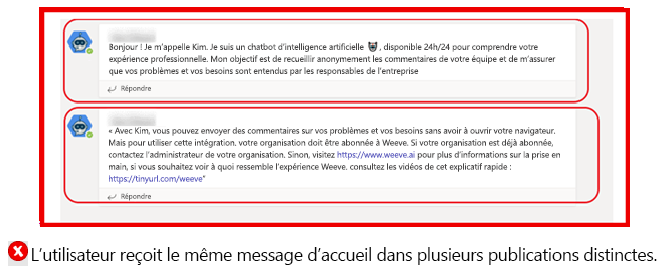 Bonjour ! Je m'appelle Kim. Je suis un chatbot d'intelligence artificielle 🐻, disponible 24h/24 pour comprendre votre
expérience professionnelle. Mon objectif est de recueillir anonymement les commentaires de votre équipe et de m'assurer
que vos problèmes et vos besoins sont entendus par les responsables de l'entreprise
Répondre
« Avec Kim, vous pouvez envoyer des commentaires sur vos problèmes et vos besoins sans avoir à ouvrir votre navigateur.
Mais pour utiliser cette intégration. votre organisation doit être abonnée à Weeve. Si votre organisation est déjà abonnée,
contactez l'administrateur de votre organisation. Sinon, visitez https://www.weeve.ai pour plus d'informations sur la prise en
main, si vous souhaitez voir à quoi ressemble l'expérience Weeve. consultez les vidéos de cet explicatif rapide :
https://tinyurl.com/weeve"
Répondre
L'utilisateur reçoit le même message d'accueil dans plusieurs publications distinctes.